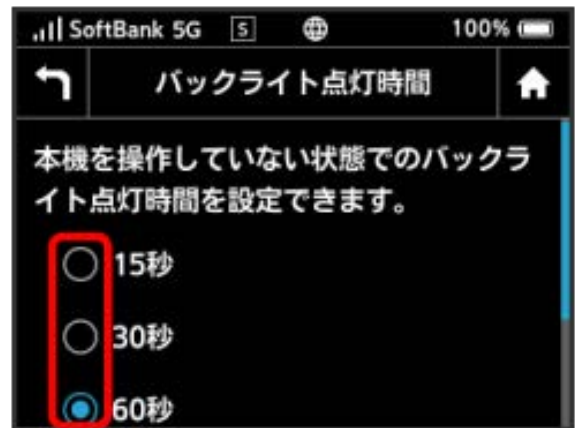 SoftBank 5G S 100%
バックライト点灯時間
本機を操作していない状態でのバックラ
イト点灯時間を設定できます。
15秒
30秒
60秒